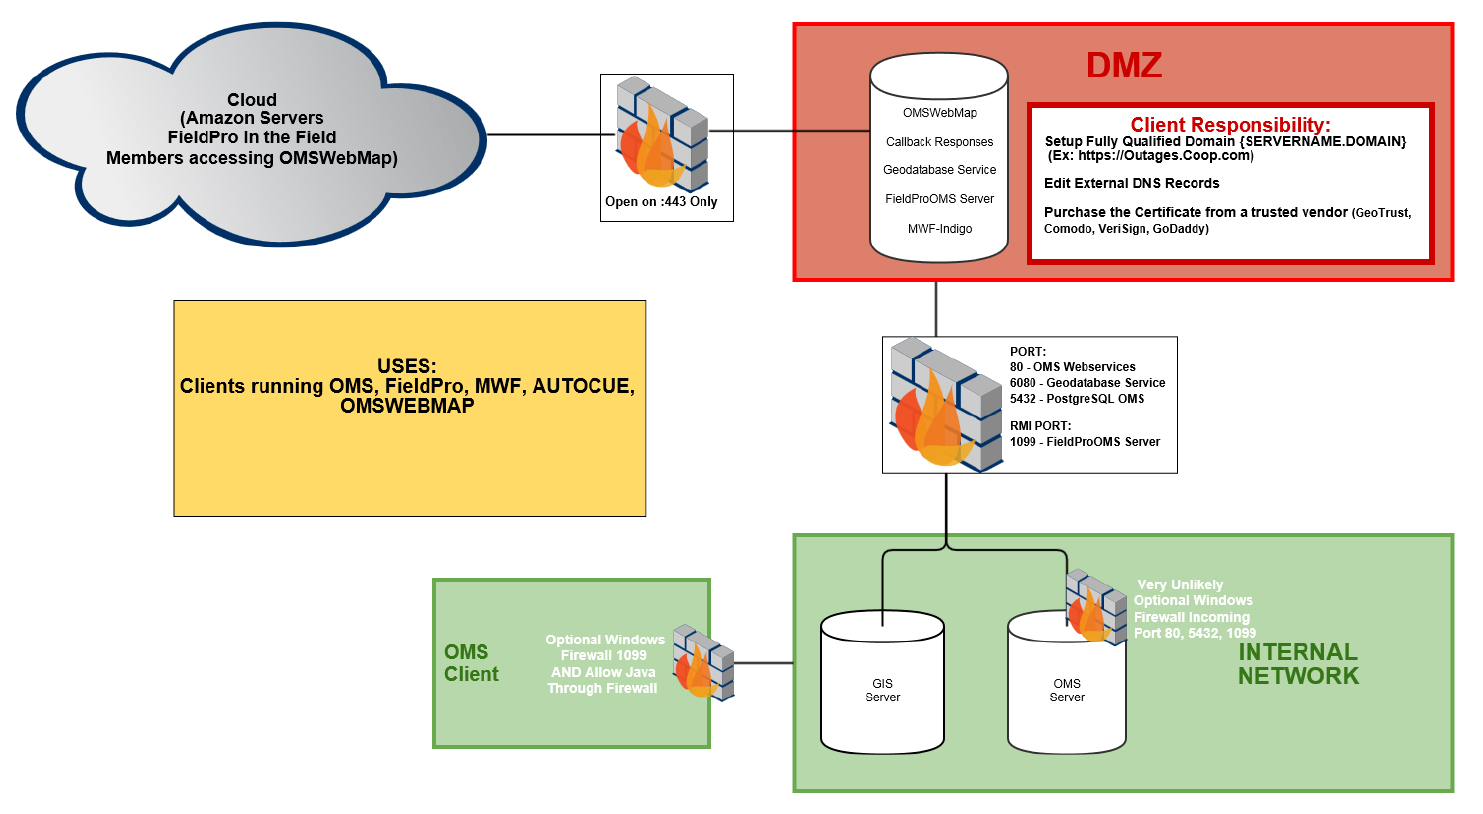 Cloud
(Amazon Servers
FieldPro in the Field
Members accessing OMSWebMap)
Open on :443 Only
DMZ
OMSWebMap
Callback Responses
Geodatabase Service
FieldProOMS Server
MWF-Indigo
Client Responsibility:
Setup Fully Qualified Domain {SERVERNAME.DOMAIN}
(Ex: https://Outages.Coop.com)
Edit External DNS Records
Purchase the Certificate from a trusted vendor (GeoTrust,
Comodo, VeriSign, GoDaddy)
USES:
Clients running OMS, FieldPro, MWF, AUTOCUE,
OMSWEBMAP
PORT:
80 - OMS Webservices
6080 - Geodatabase Service
5432 - PostgreSQL OMS
RMI PORT:
1099 - FieldProOMS Server
OMS
Client
Optional Windows
Firewall 1099
AND Allow Java
Through Firewall
GIS
Server
OMS
Server
Very Unlikely
Optional Windows
Firewall Incoming
Port 80, 5432, 1099
INTERNAL
NETWORK